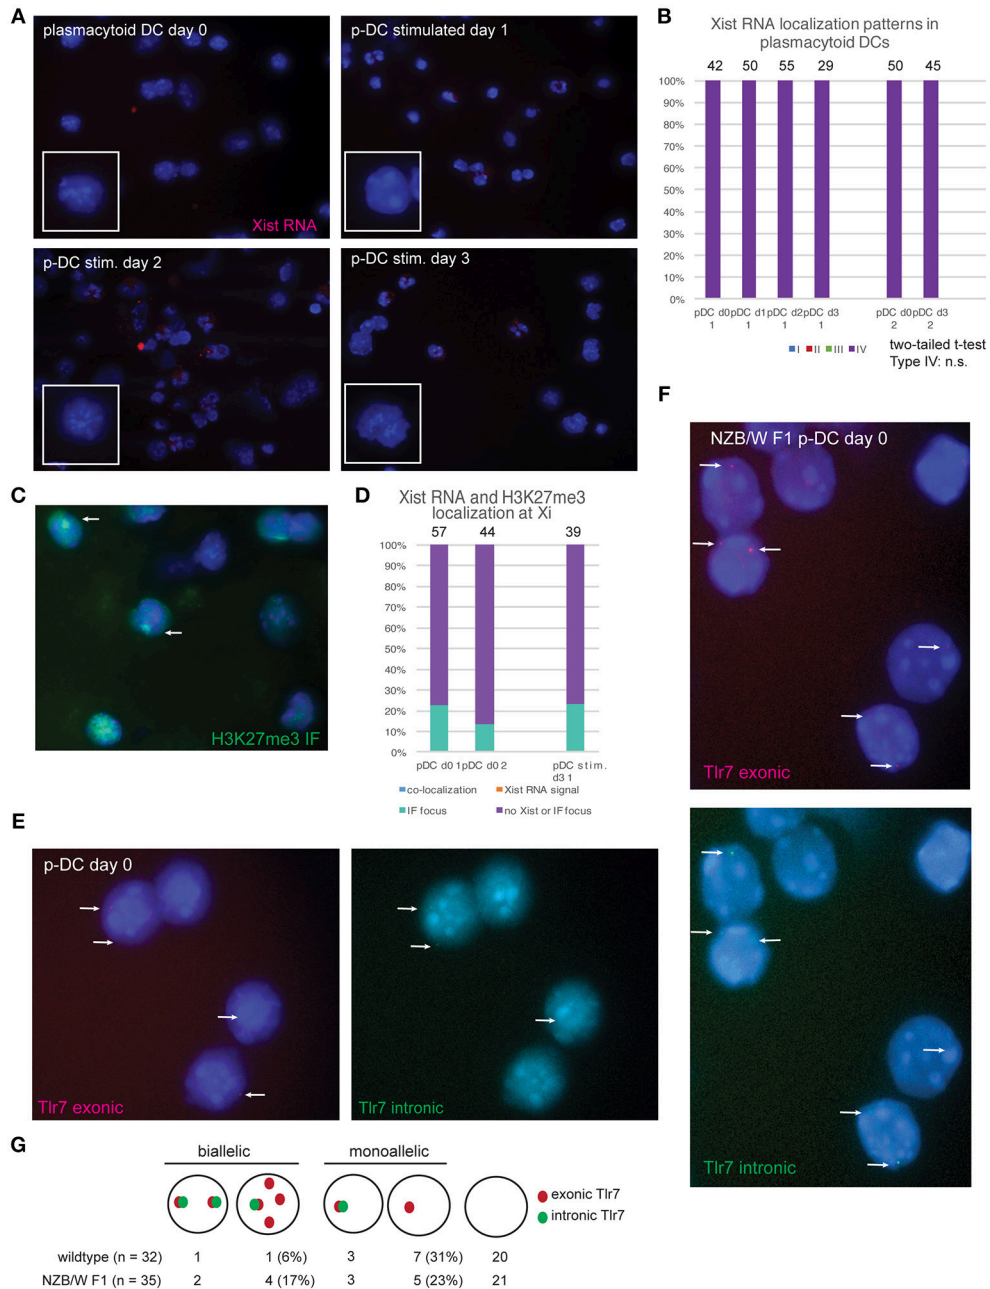 A
plasmacytoid DC day 0
Xist RNA
p-DC stimulated day 1
p-DC stim. day 2
p-DC stim. day 3
B
Xist RNA localization patterns in
plasmacytoid DCs
42 50 55 29 50 45
100%
90%
80%
70%
60%
50%
40%
30%
20%
10%
0%
pDC d0 pDC d1 pDC d2 pDC d3 pDC d0 pDC d3
1 1 1 1 2 2
I II III IV
two-tailed t-test
Type IV: n.s.
C
H3K27me3 IF
D
Xist RNA and H3K27me3
localization at Xi
57 44 39
100%
90%
80%
70%
60%
50%
40%
30%
20%
10%
0%
pDC d0 1 pDC d0 2 pDC stim.
d3 1
co-localization Xist RNA signal
IF focus no Xist or IF focus
E
p-DC day 0
Tlr7 exonic
Tlr7 intronic
F
NZB/W F1 p-DC day 0
Tlr7 exonic
Tlr7 intronic
G
biallelic monoallelic
exonic Tlr7
intronic Tlr7
wildtype (n = 32) 1 1 (6%) 3 7 (31%) 20
NZB/W F1 (n = 35) 2 4 (17%) 3 5 (23%) 21